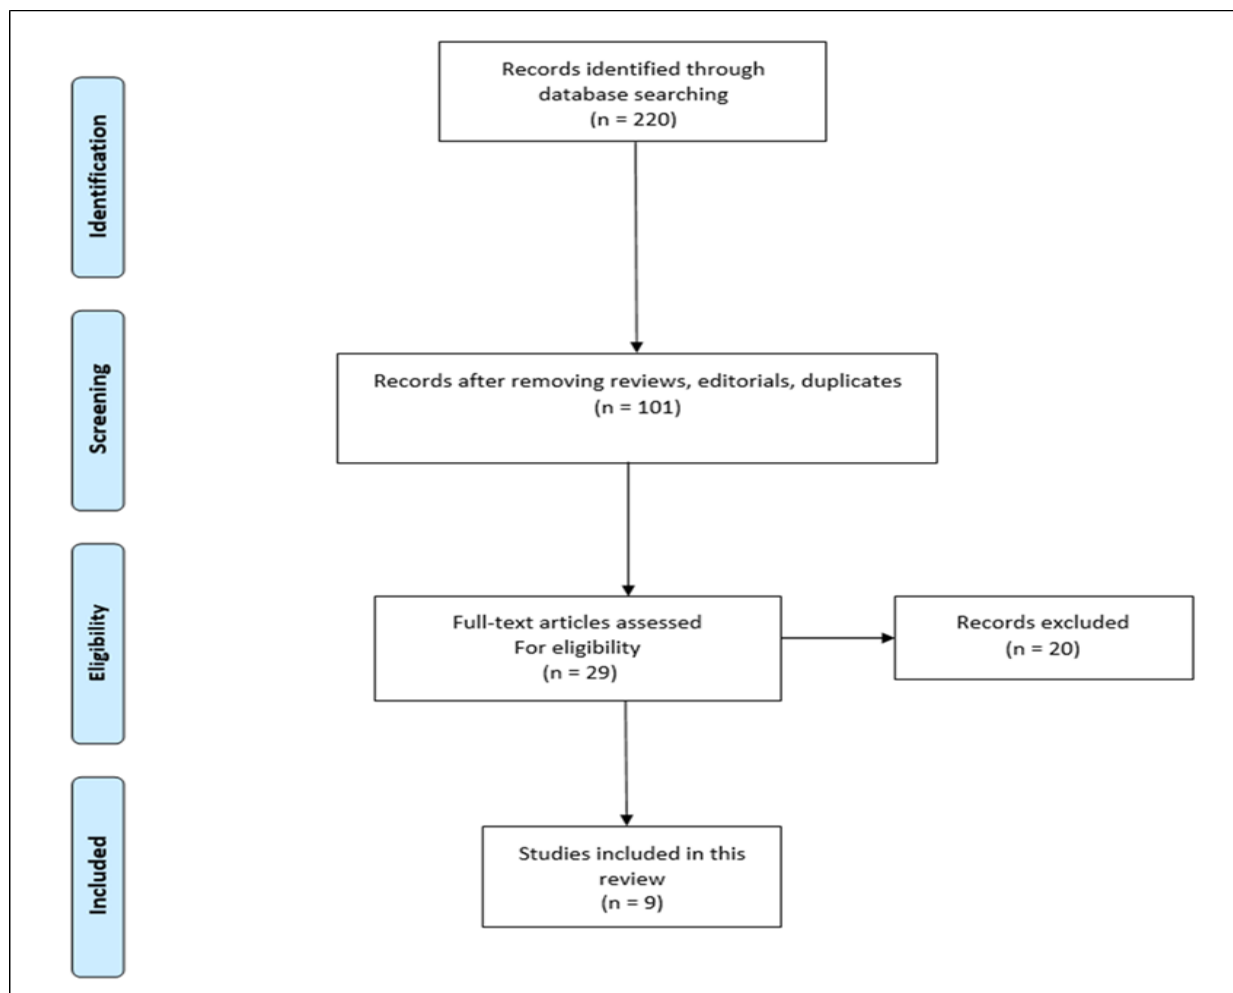 Identification
Records identified through
database searching
(n = 220)
Screening
Records after removing reviews, editorials, duplicates
(n = 101)
Eligibility
Full-text articles assessed
For eligibility
(n = 29)
Records excluded
(n = 20)
Included
Studies included in this
review
(n = 9)